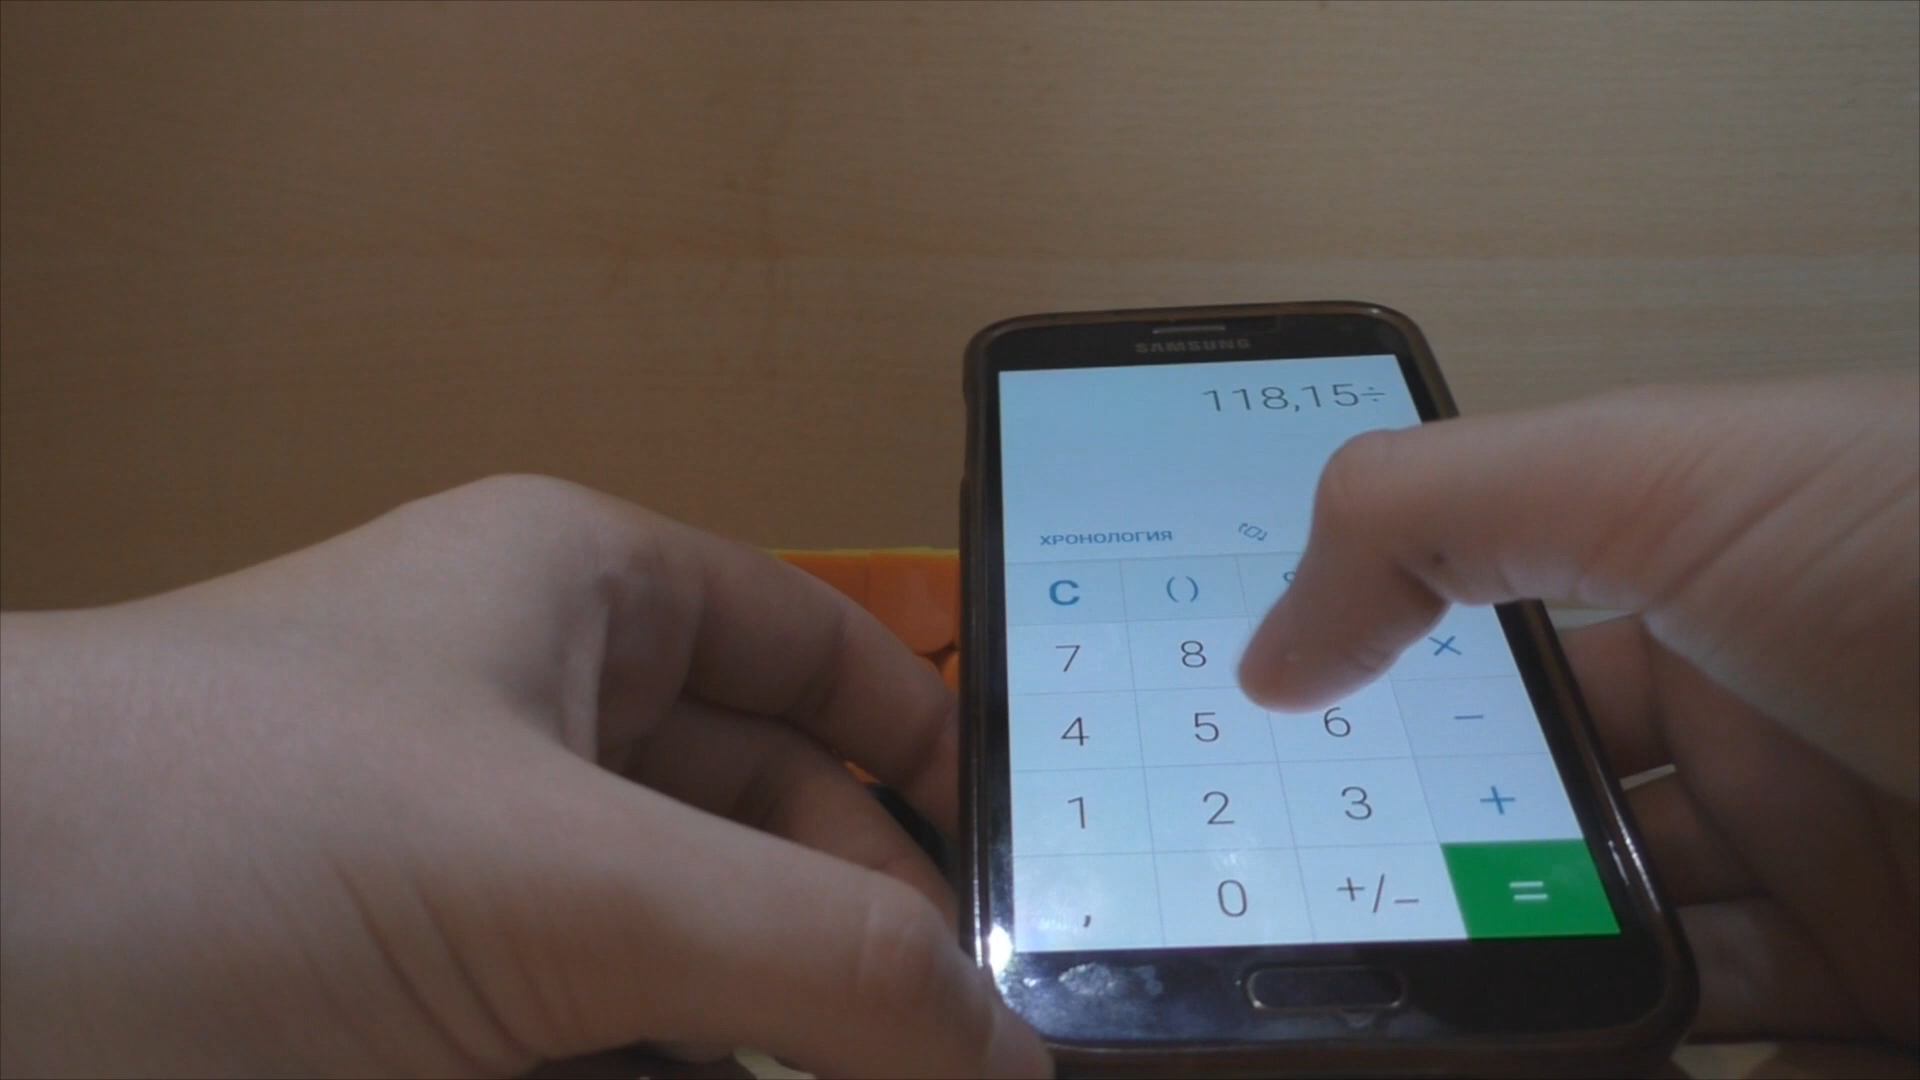 SAMSUNG
118,15÷
ХРОНОЛОГИЯ
C ( )
7 8 ×
4 5 6 −
1 2 3 +
, 0 +/− =